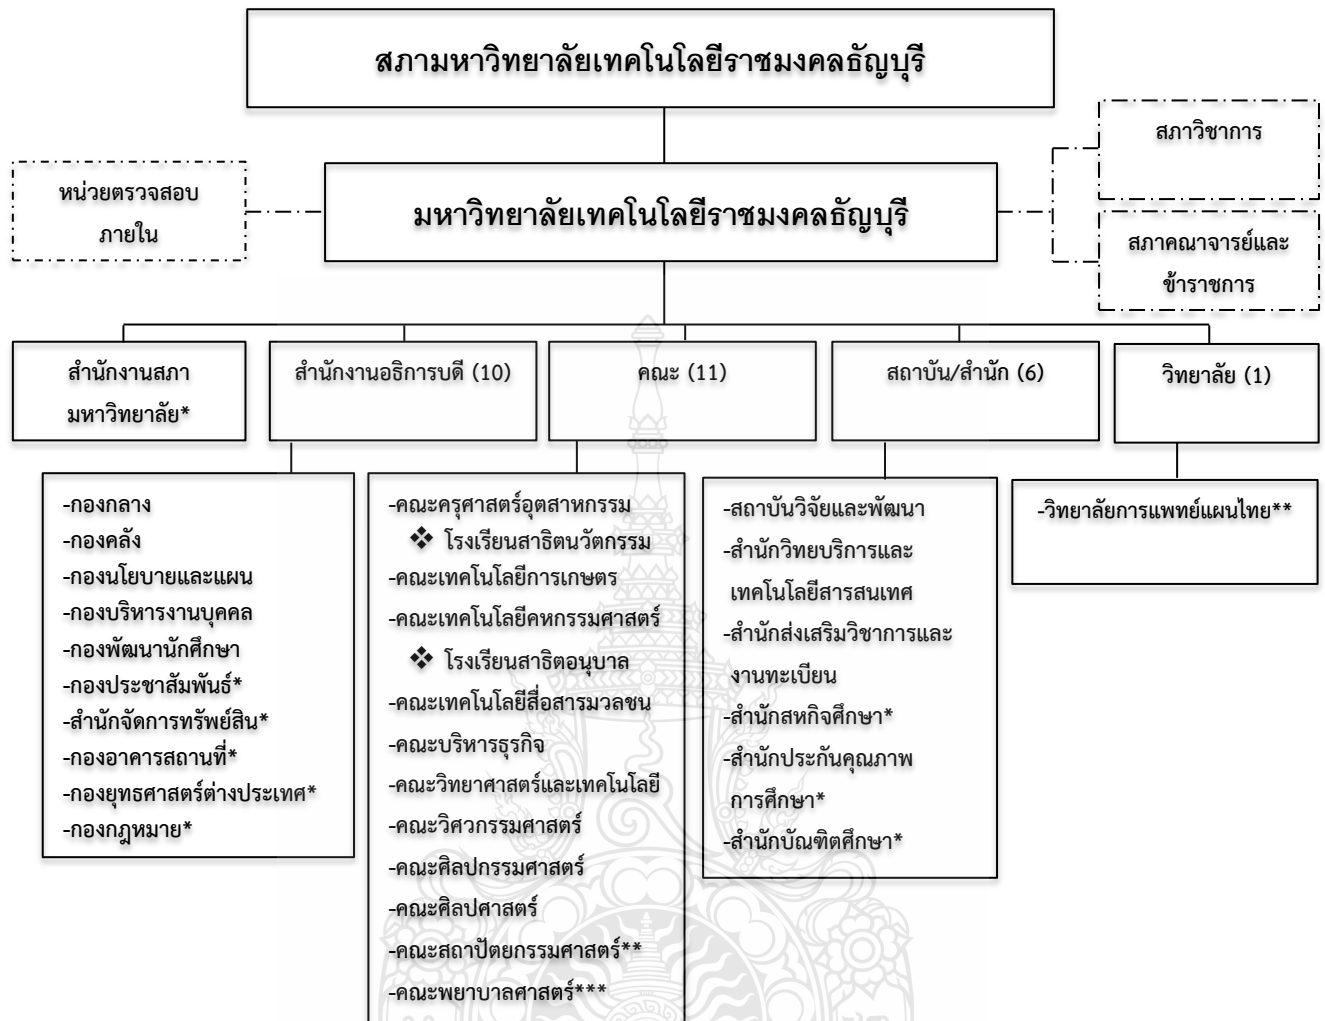 สภามหาวิทยาลัยเทคโนโลยีราชมงคลธัญบุรี
สภาวิชาการ
หน่วยตรวจสอบ
ภายใน
มหาวิทยาลัยเทคโนโลยีราชมงคลธัญบุรี
สภาคณาจารย์และ
ข้าราชการ
สำนักงานสภา
มหาวิทยาลัย*
สำนักงานอธิการบดี (10)
คณะ (11)
สถาบัน/สำนัก (6)
วิทยาลัย (1)
-กองกลาง
-กองคลัง
-กองนโยบายและแผน
-กองบริหารงานบุคคล
-กองพัฒนานักศึกษา
-กองประชาสัมพันธ์*
-สำนักจัดการทรัพย์สิน*
-กองอาคารสถานที่*
-กองยุทธศาสตร์ต่างประเทศ*
-กองกฎหมาย*
-คณะครุศาสตร์อุตสาหกรรม
❖ โรงเรียนสาธิตนวัตกรรม
-คณะเทคโนโลยีการเกษตร
-คณะเทคโนโลยีคหกรรมศาสตร์
❖ โรงเรียนสาธิตอนุบาล
-คณะเทคโนโลยีสื่อสารมวลชน
-คณะบริหารธุรกิจ
-คณะวิทยาศาสตร์และเทคโนโลยี
-คณะวิศวกรรมศาสตร์
-คณะศิลปกรรมศาสตร์
-คณะศิลปศาสตร์
-คณะสถาปัตยกรรมศาสตร์**
-คณะพยาบาลศาสตร์***
-สถาบันวิจัยและพัฒนา
-สำนักวิทยบริการและ
เทคโนโลยีสารสนเทศ
-สำนักส่งเสริมวิชาการและ
งานทะเบียน
-สำนักสหกิจศึกษา*
-สำนักประกันคุณภาพ
การศึกษา*
-สำนักบัณฑิตศึกษา*
-วิทยาลัยการแพทย์แผนไทย**